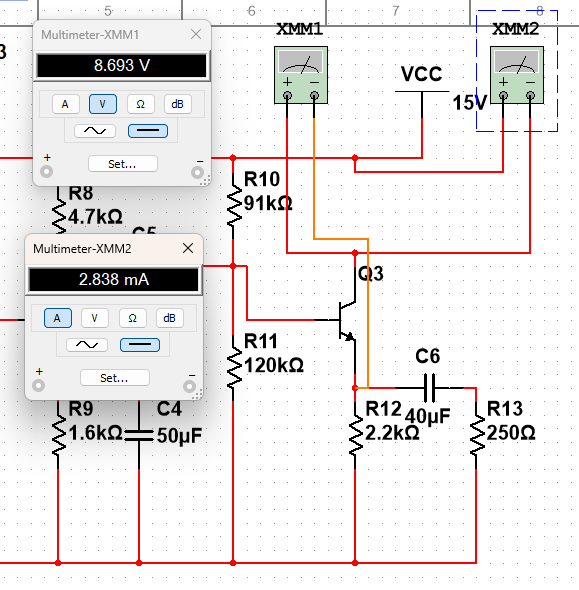 5
6
7
8
Multimeter-XMM1
8.693 V
A
V
Ω
dB
+
Set...
−
XMM1
XMM2
+
−
+
−
VCC
15V
3
R8
4.7kΩ
R10
91kΩ
Multimeter-XMM2
2.838 mA
A
V
Ω
dB
+
Set...
−
Q3
R11
120kΩ
C6
40µF
R9
1.6kΩ
C4
50µF
R12
2.2kΩ
R13
250Ω